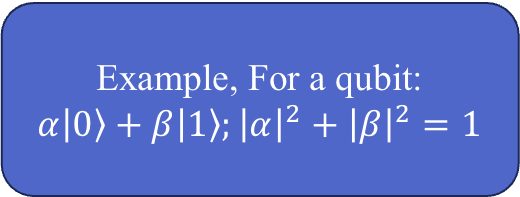 Example, For a qubit:
𝛼|0⟩ + 𝛽|1⟩; |𝛼|² + |𝛽|² = 1